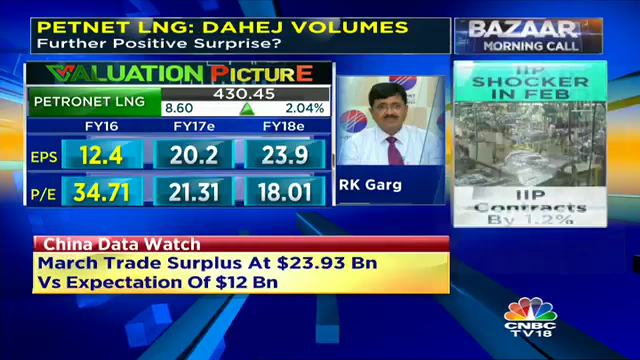 PETNET LNG: DAHEJ VOLUMES
Further Positive Surprise?
BAZAAR
MORNING CALL
VALUATION PICTURE
PETRONET LNG
430.45
8.60 2.04%
FY16 FY17e FY18e
EPS 12.4 20.2 23.9
P/E 34.71 21.31 18.01
RK Garg
IIP
SHOCKER
IN FEB
IIP
Contracts
By 1.2%
China Data Watch
March Trade Surplus At $23.93 Bn
Vs Expectation Of $12 Bn
CNBC
TV18